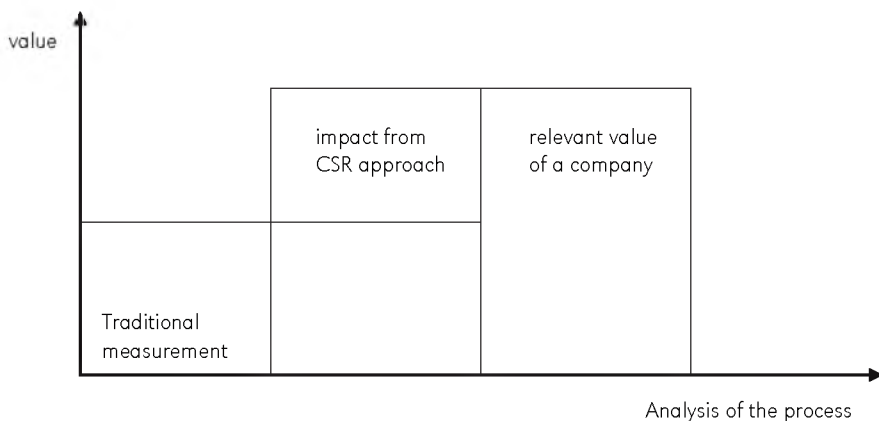 value
impact from
CSR approach
relevant value
of a company
Traditional
measurement
Analysis of the process